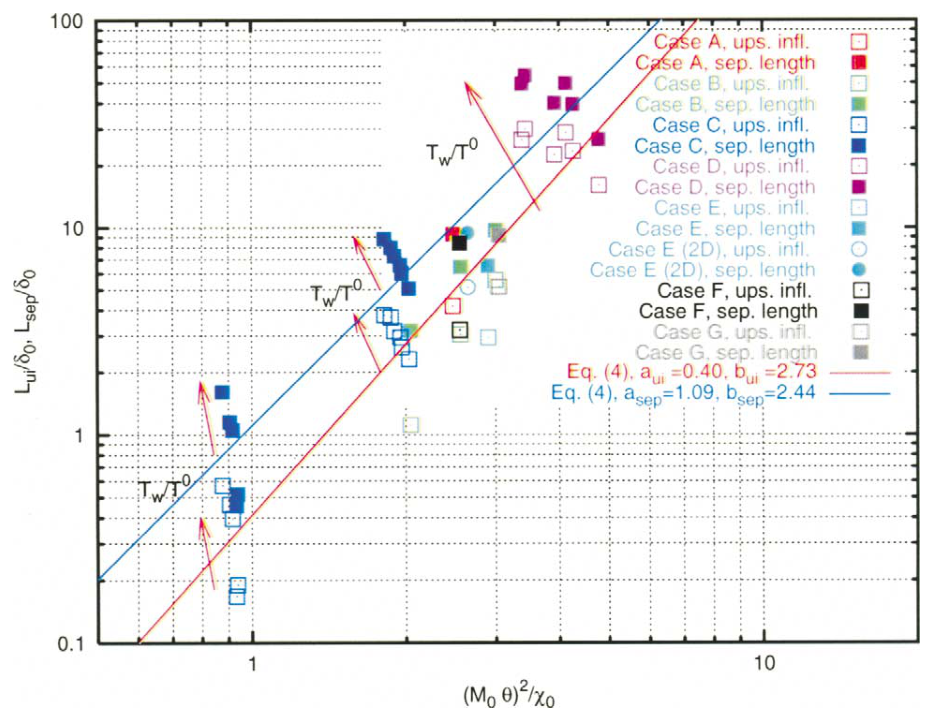 100
10
1
0.1
1
10
L_ui/δ_0, L_sep/δ_0
(M_0 θ)^2/χ_0
T_w/T^0
T_w/T^0
T_w/T^0
Case A, ups. infl.
Case A, sep. length
Case B, ups. infl.
Case B, sep. length
Case C, ups. infl.
Case C, sep. length
Case D, ups. infl.
Case D, sep. length
Case E, ups. infl.
Case E, sep. length
Case E (2D), ups. infl.
Case E (2D), sep. length
Case F, ups. infl.
Case F, sep. length
Case G, ups. infl.
Case G, sep. length
Eq. (4), a_ui =0.40, b_ui =2.73
Eq. (4), a_sep=1.09, b_sep=2.44